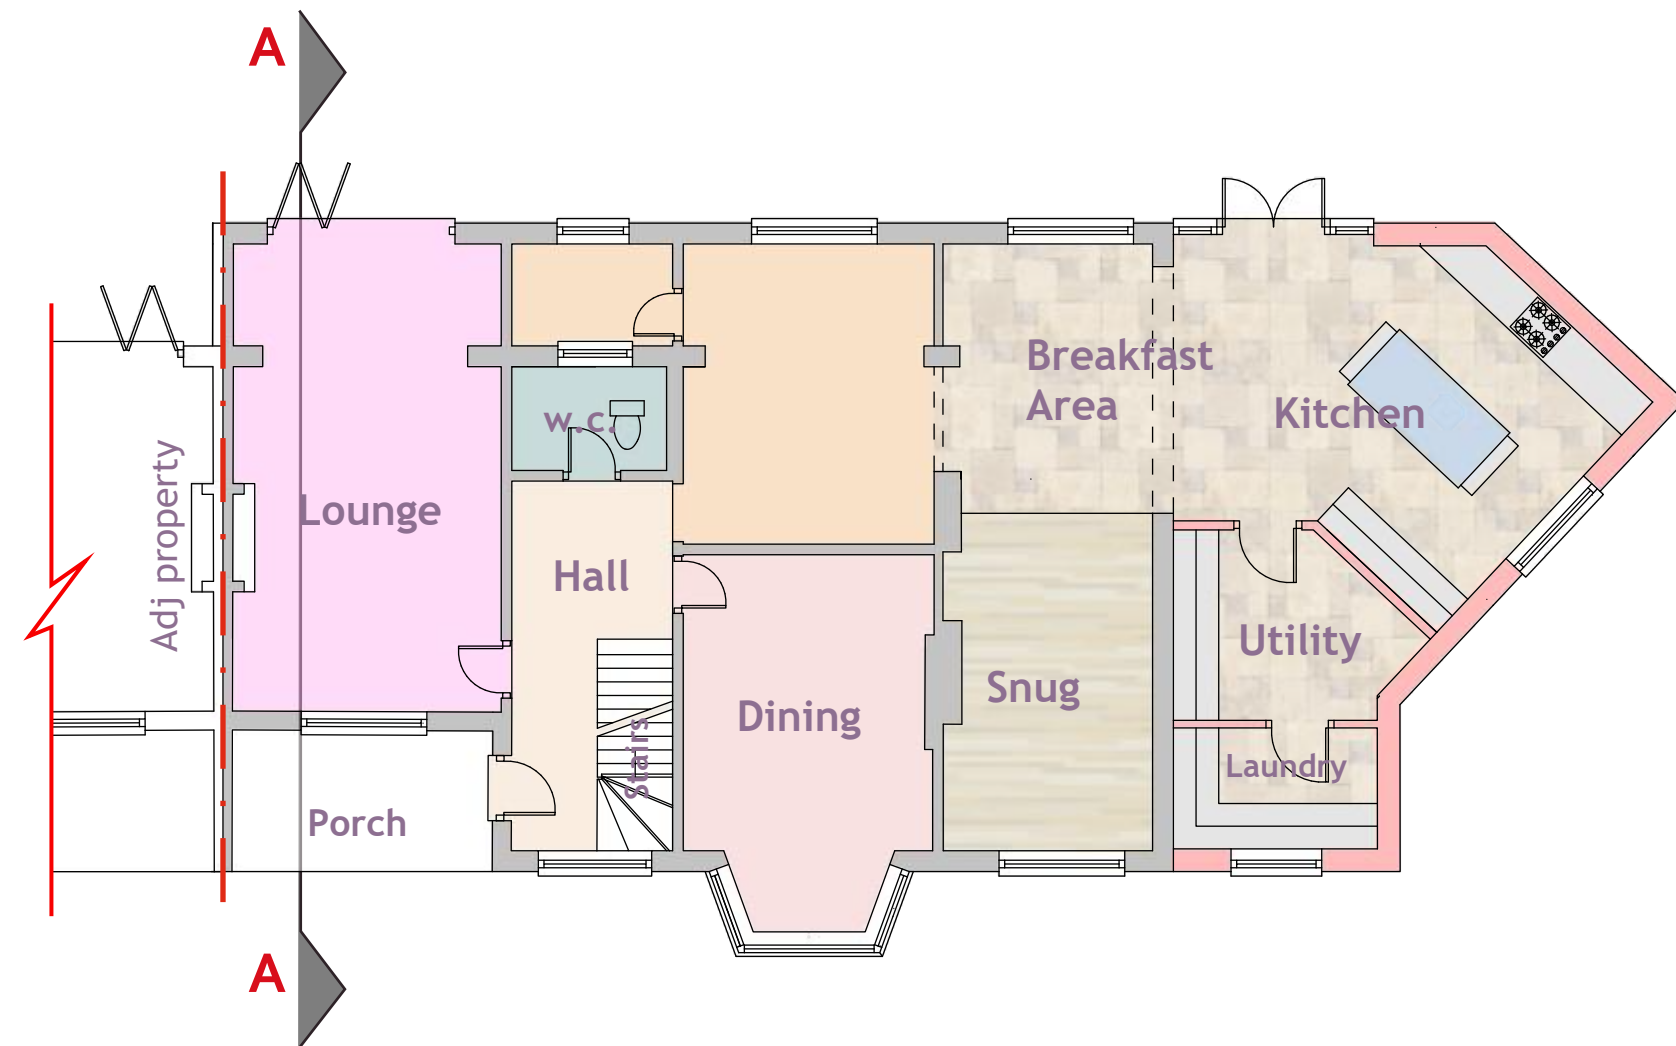 A
Breakfast
Area
Kitchen
w.c.
Adj property
Lounge
Hall
Utility
Snug
Dining
Stairs
Laundry
Porch
A